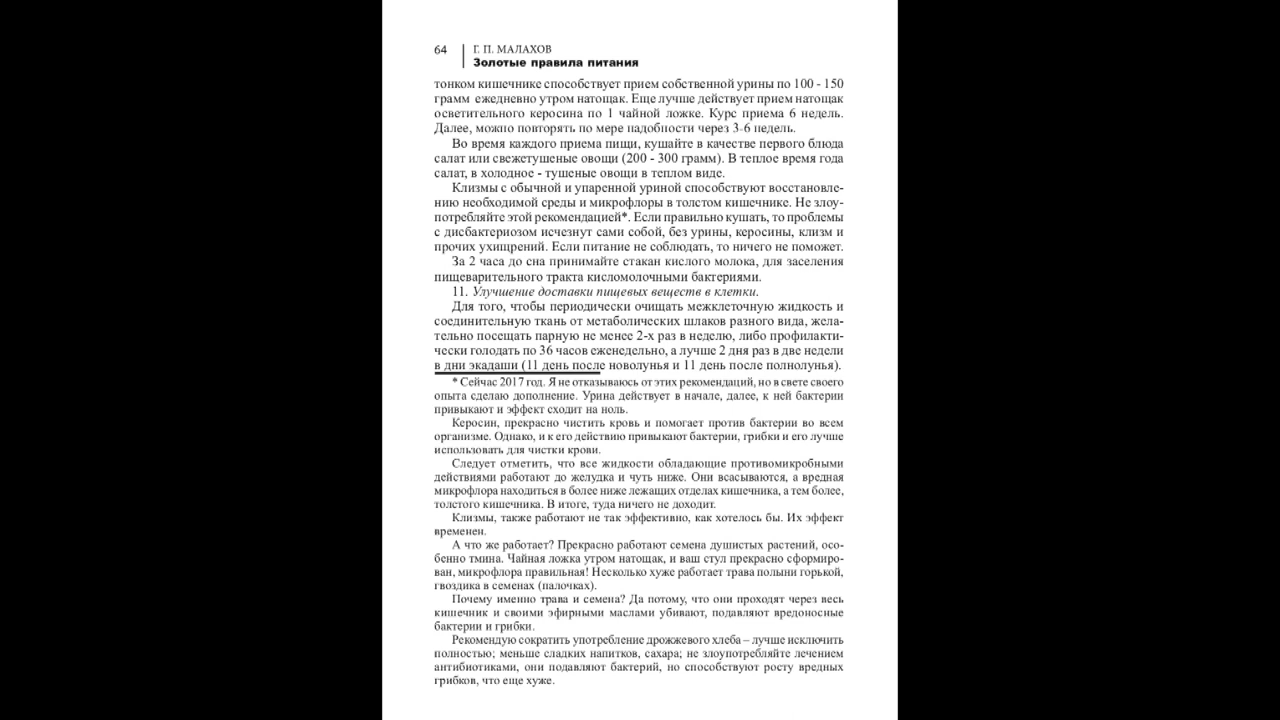 64
Г. П. МАЛАХОВ
Золотые правила питания
тонком кишечнике способствует прием собственной урины по 100 - 150
грамм ежедневно утром натощак. Еще лучше действует прием натощак
осветительного керосина по 1 чайной ложке. Курс приема 6 недель.
Далее, можно повторять по мере надобности через 3-6 недель.
Во время каждого приема пищи, кушайте в качестве первого блюда
салат или свежетушеные овощи (200 - 300 грамм). В теплое время года
салат, в холодное - тушеные овощи в теплом виде.
Клизмы с обычной и упаренной уриной способствуют восстановле-
нию необходимой среды и микрофлоры в толстом кишечнике. Не злоу-
потребляйте этой рекомендацией*. Если правильно кушать, то проблемы
с дисбактериозом исчезнут сами собой, без урины, керосины, клизм и
прочих ухищрений. Если питание не соблюдать, то ничего не поможет.
За 2 часа до сна принимайте стакан кислого молока, для заселения
пищеварительного тракта кисломолочными бактериями.
11. Улучшение доставки пищевых веществ в клетки.
Для того, чтобы периодически очищать межклеточную жидкость и
соединительную ткань от метаболических шлаков разного вида, жела-
тельно посещать парную не менее 2-х раз в неделю, либо профилакти-
чески голодать по 36 часов еженедельно, а лучше 2 дня раз в две недели
в дни экадаши (11 день после новолунья и 11 день после полнолунья).
* Сейчас 2017 год. Я не отказываюсь от этих рекомендаций, но в свете своего
опыта сделаю дополнение. Урина действует в начале, далее, к ней бактерии
привыкают и эффект сходит на ноль.
Керосин, прекрасно чистить кровь и помогает против бактерии во всем
организме. Однако, и к его действию привыкают бактерии, грибки и его лучше
использовать для чистки крови.
Следует отметить, что все жидкости обладающие противомикробными
действиями работают до желудка и чуть ниже. Они всасываются, а вредная
микрофлора находиться в более ниже лежащих отделах кишечника, а тем более,
толстого кишечника. В итоге, туда ничего не доходит.
Клизмы, также работают не так эффективно, как хотелось бы. Их эффект
временен.
А что же работает? Прекрасно работают семена душистых растений, осо-
бенно тмина. Чайная ложка утром натощак, и ваш стул прекрасно сформиро-
ван, микрофлора правильная! Несколько хуже работает трава полыни горькой,
гвоздика в семенах (палочках).
Почему именно трава и семена? Да потому, что они проходят через весь
кишечник и своими эфирными маслами убивают, подавляют вредоносные
бактерии и грибки.
Рекомендую сократить употребление дрожжевого хлеба – лучше исключить
полностью; меньше сладких напитков, сахара; не злоупотребляйте лечением
антибиотиками, они подавляют бактерий, но способствуют росту вредных
грибков, что еще хуже.